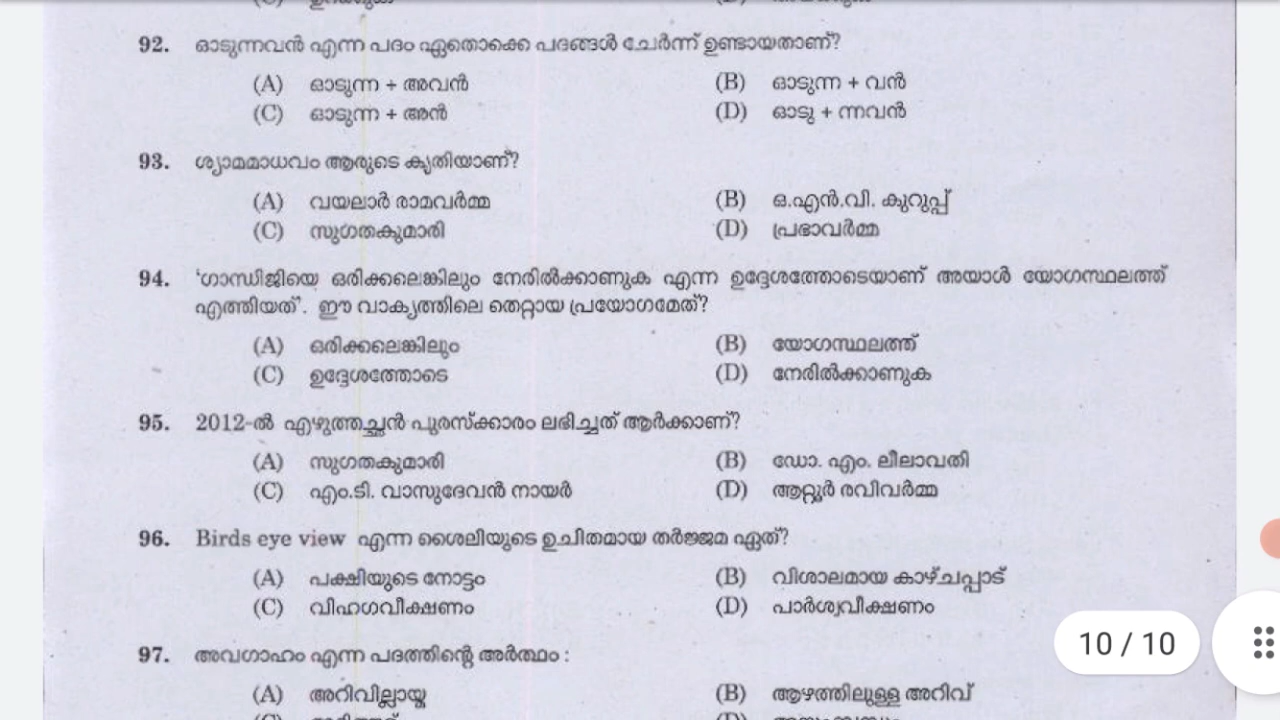 92. ഓടുന്നവൻ എന്ന പദം ഏതൊക്കെ പദങ്ങൾ ചേർന്ന് ഉണ്ടായതാണ്?
(A) ഓടുന്ന + അവൻ (B) ഓടുന്ന + വൻ
(C) ഓടുന്ന + അൻ (D) ഓടു + ന്നവൻ
93. ശ്യാമമാധവം ആരുടെ കൃതിയാണ്?
(A) വയലാർ രാമവർമ്മ (B) ഒ.എൻ.വി. കുറുപ്പ്
(C) സുഗതകുമാരി (D) പ്രഭാവർമ്മ
94. 'ഗാന്ധിജിയെ ഒരിക്കലെങ്കിലും നേരിൽക്കാണുക എന്ന ഉദ്ദേശത്തോടെയാണ് അയാൾ യോഗസ്ഥലത്ത്
എത്തിയത്'. ഈ വാക്യത്തിലെ തെറ്റായ പ്രയോഗമേത്?
(A) ഒരിക്കലെങ്കിലും (B) യോഗസ്ഥലത്ത്
(C) ഉദ്ദേശത്തോടെ (D) നേരിൽക്കാണുക
95. 2012-ൽ എഴുത്തച്ഛൻ പുരസ്ക്കാരം ലഭിച്ചത് ആർക്കാണ്?
(A) സുഗതകുമാരി (B) ഡോ. എം. ലീലാവതി
(C) എം.ടി. വാസുദേവൻ നായർ (D) ആറ്റൂർ രവിവർമ്മ
96. Birds eye view എന്ന ശൈലിയുടെ ഉചിതമായ തർജ്ജമ ഏത്?
(A) പക്ഷിയുടെ നോട്ടം (B) വിശാലമായ കാഴ്ചപ്പാട്
(C) വിഹഗവീക്ഷണം (D) പാർശ്വവീക്ഷണം
10 / 10
97. അവഗാഹം എന്ന പദത്തിന്റെ അർത്ഥം :
(A) അറിവില്ലായ്മ (B) ആഴത്തിലുള്ള അറിവ്